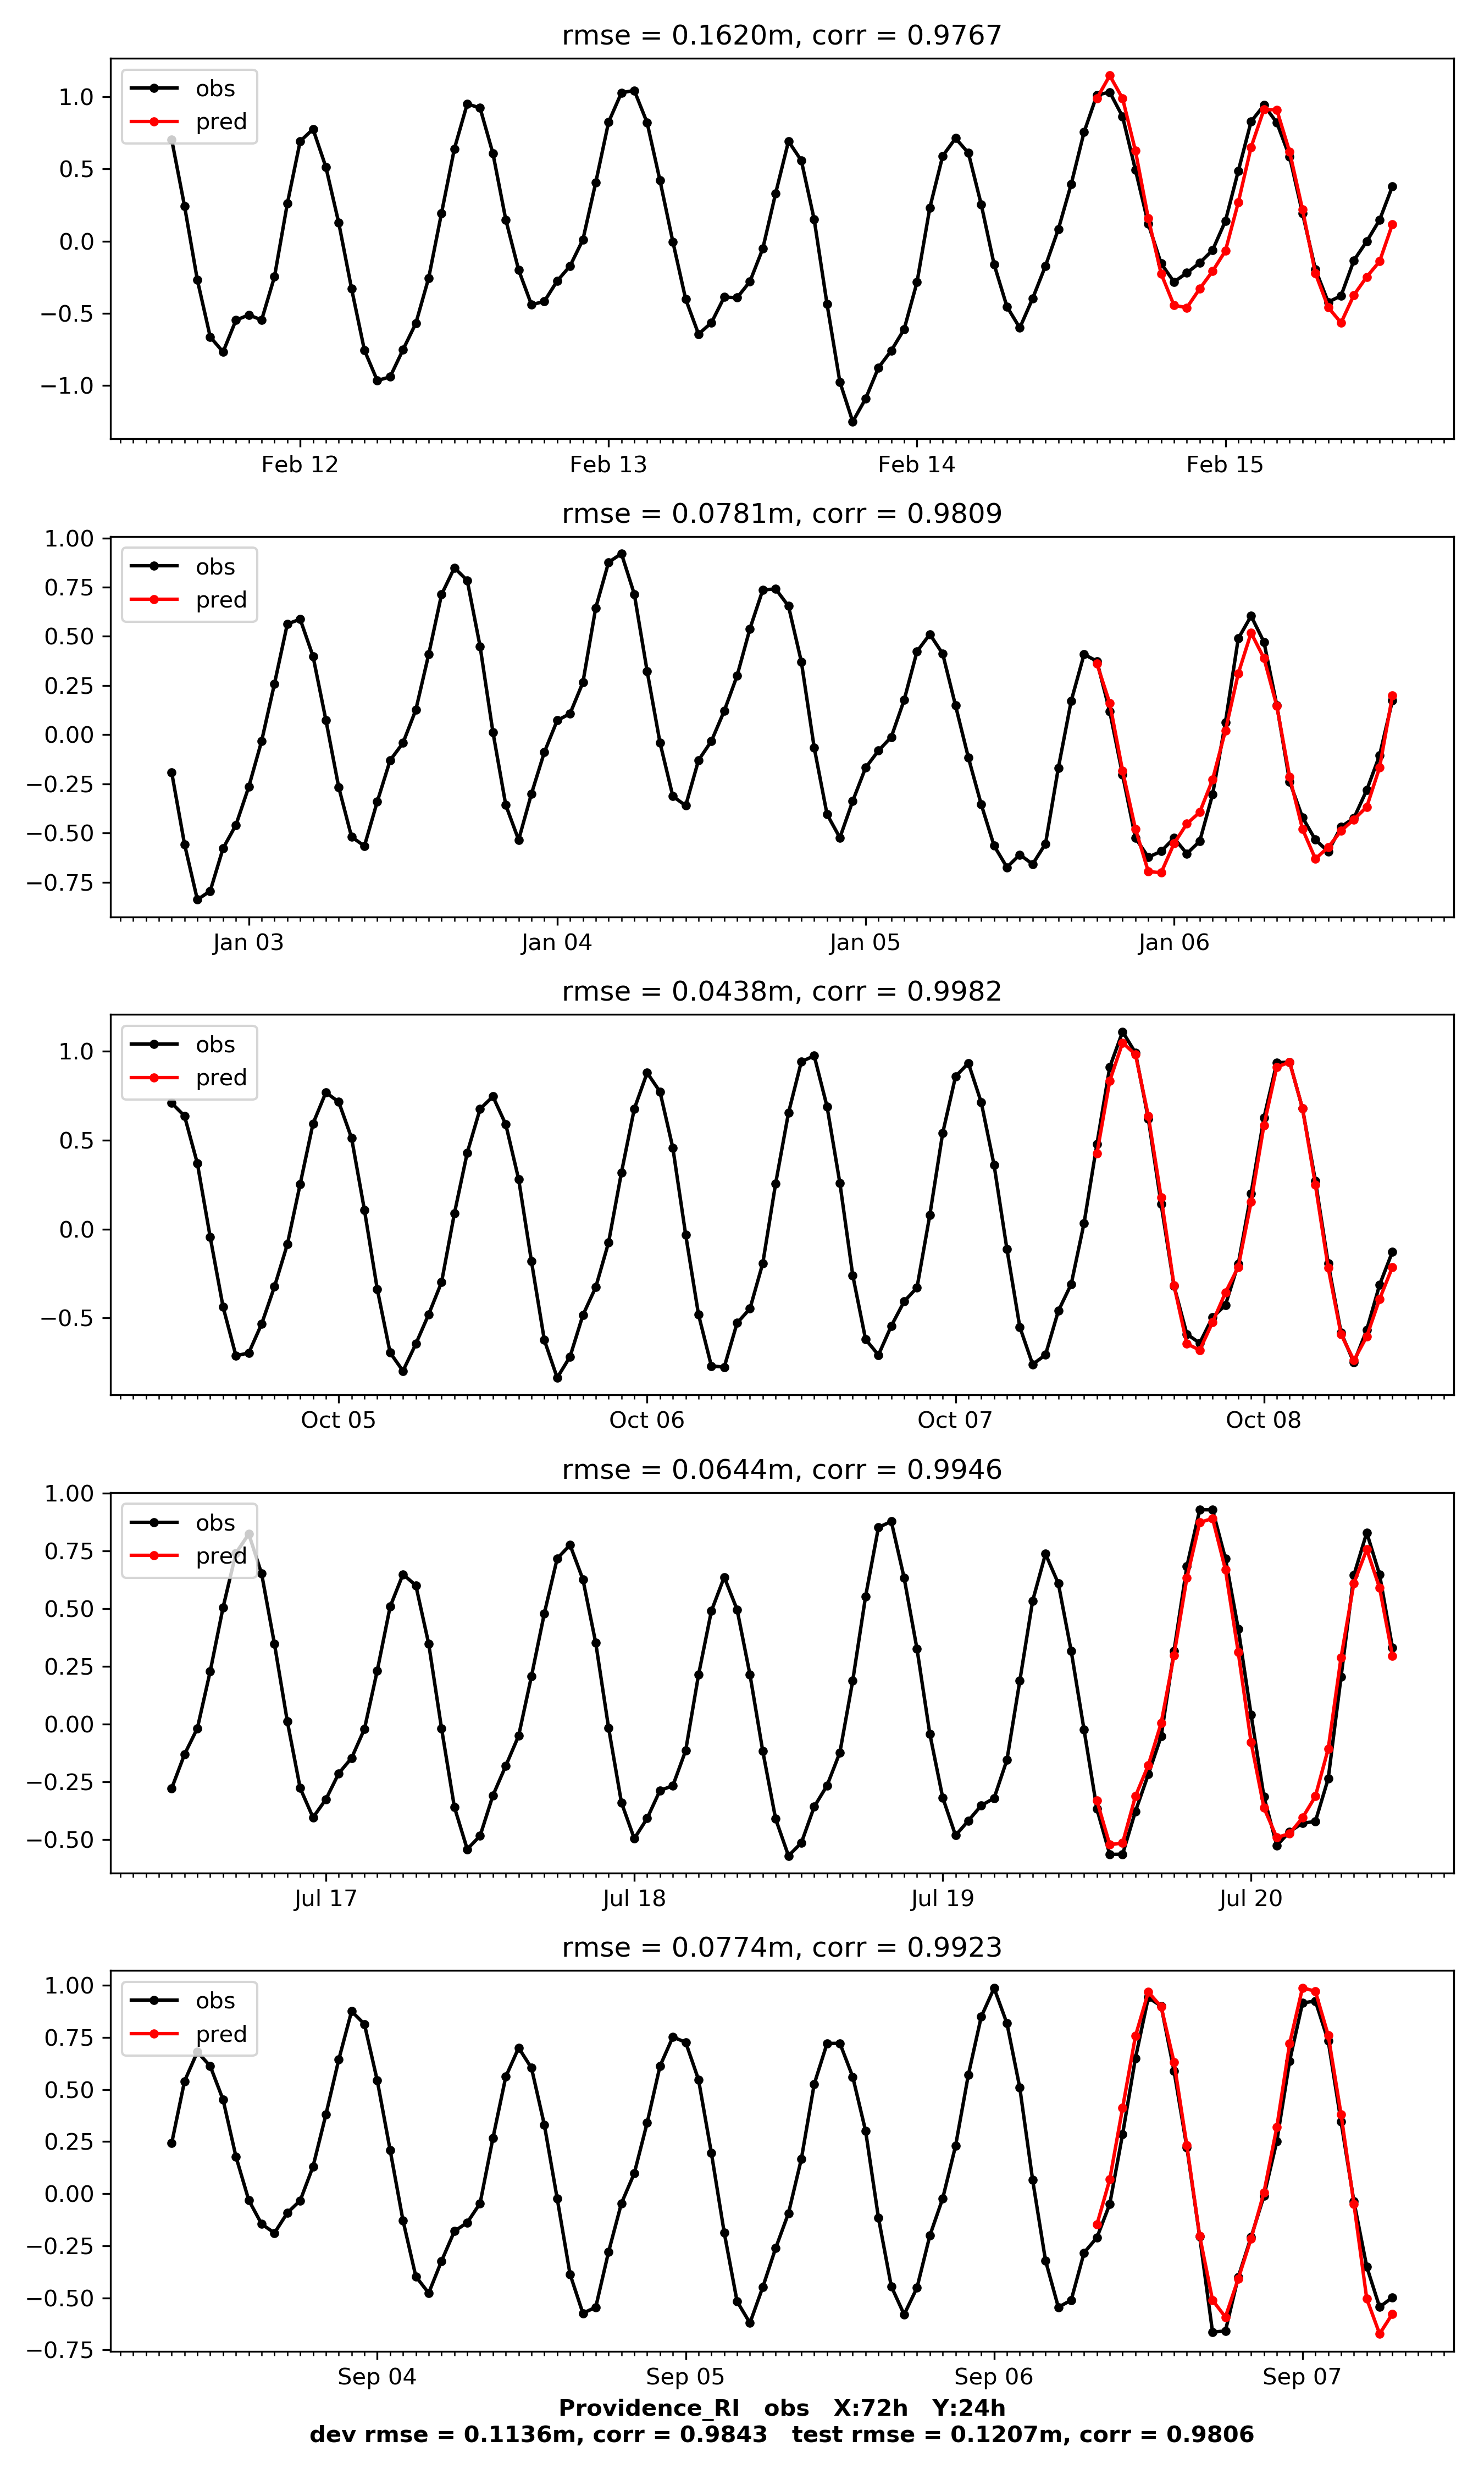 rmse = 0.1620m, corr = 0.9767
obs
pred
1.0
0.5
0.0
−0.5
−1.0
Feb 12 Feb 13 Feb 14 Feb 15
rmse = 0.0781m, corr = 0.9809
obs
pred
1.00
0.75
0.50
0.25
0.00
−0.25
−0.50
−0.75
Jan 03 Jan 04 Jan 05 Jan 06
rmse = 0.0438m, corr = 0.9982
obs
pred
1.0
0.5
0.0
−0.5
Oct 05 Oct 06 Oct 07 Oct 08
rmse = 0.0644m, corr = 0.9946
obs
pred
1.00
0.75
0.50
0.25
0.00
−0.25
−0.50
Jul 17 Jul 18 Jul 19 Jul 20
rmse = 0.0774m, corr = 0.9923
obs
pred
1.00
0.75
0.50
0.25
0.00
−0.25
−0.50
−0.75
Sep 04 Sep 05 Sep 06 Sep 07
Providence_RI obs X:72h Y:24h
dev rmse = 0.1136m, corr = 0.9843 test rmse = 0.1207m, corr = 0.9806